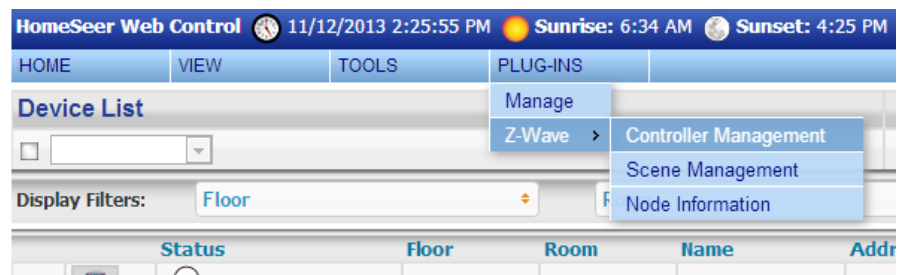 HomeSeer Web Control 11/12/2013 2:25:55 PM Sunrise: 6:34 AM Sunset: 4:25 PM
HOME VIEW TOOLS PLUG-INS
Device List
Manage
Z-Wave
Controller Management
Scene Management
Node Information
Display Filters: Floor
Status Floor Room Name